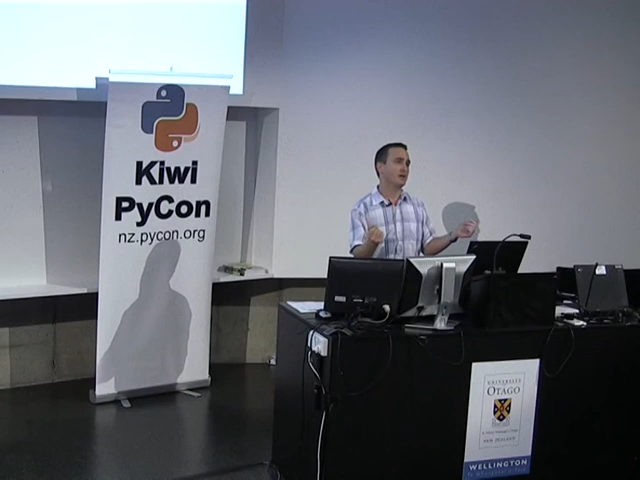 Kiwi
PyCon
nz.pycon.org
UNIVERSITY
OTAGO
NEW ZEALAND
WELLINGTON